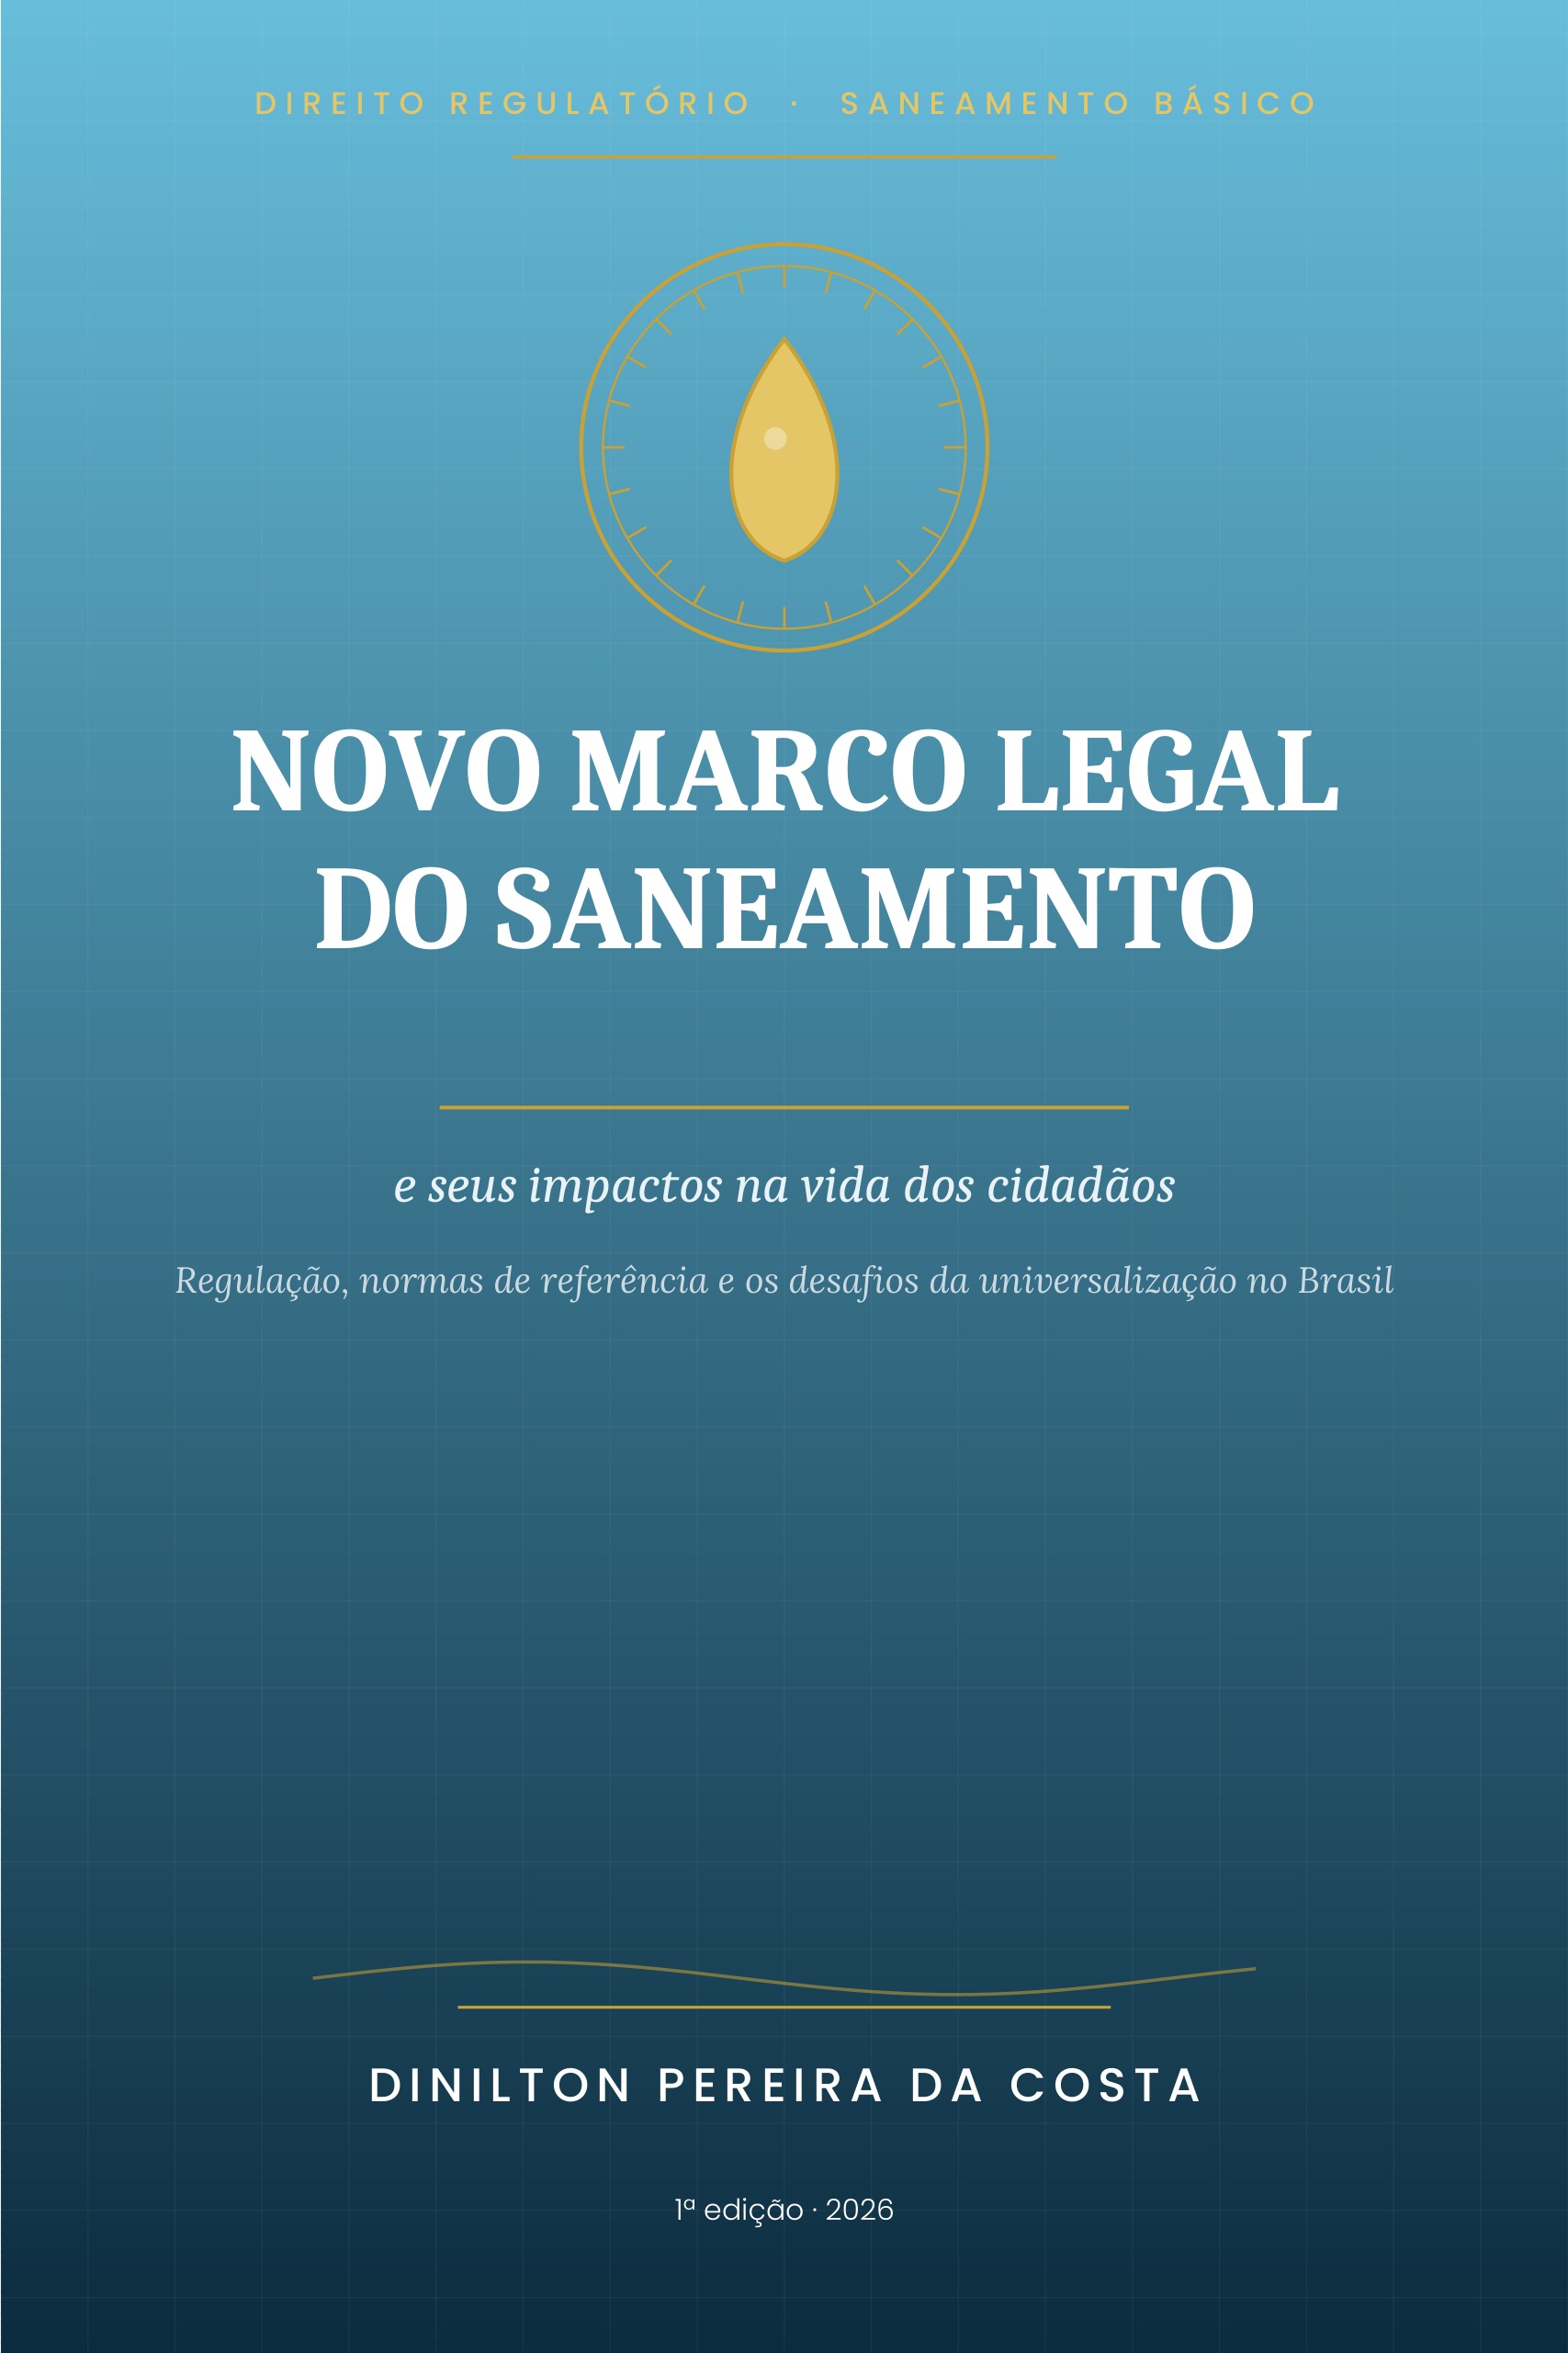 DIREITO REGULATÓRIO · SANEAMENTO BÁSICO
NOVO MARCO LEGAL
DO SANEAMENTO
e seus impactos na vida dos cidadãos
Regulação, normas de referência e os desafios da universalização no Brasil
DINILTON PEREIRA DA COSTA
1ª edição · 2026